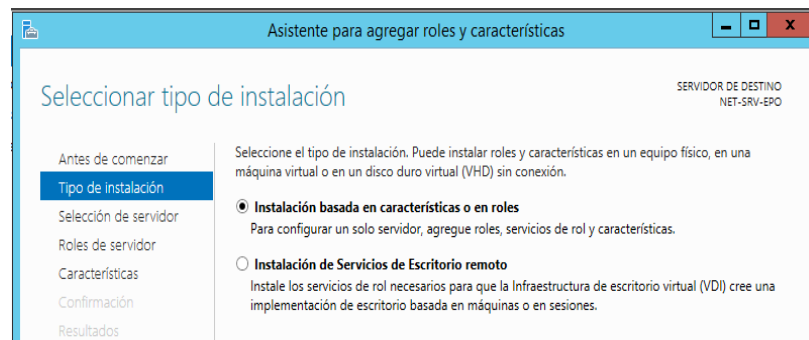 Asistente para agregar roles y características
Seleccionar tipo de instalación
SERVIDOR DE DESTINO
NET-SRV-EPO
Antes de comenzar
Tipo de instalación
Selección de servidor
Roles de servidor
Características
Confirmación
Resultados
Seleccione el tipo de instalación. Puede instalar roles y características en un equipo físico, en una
máquina virtual o en un disco duro virtual (VHD) sin conexión.
Instalación basada en características o en roles
Para configurar un solo servidor, agregue roles, servicios de rol y características.
Instalación de Servicios de Escritorio remoto
Instale los servicios de rol necesarios para que la Infraestructura de escritorio virtual (VDI) cree una
implementación de escritorio basada en máquinas o en sesiones.